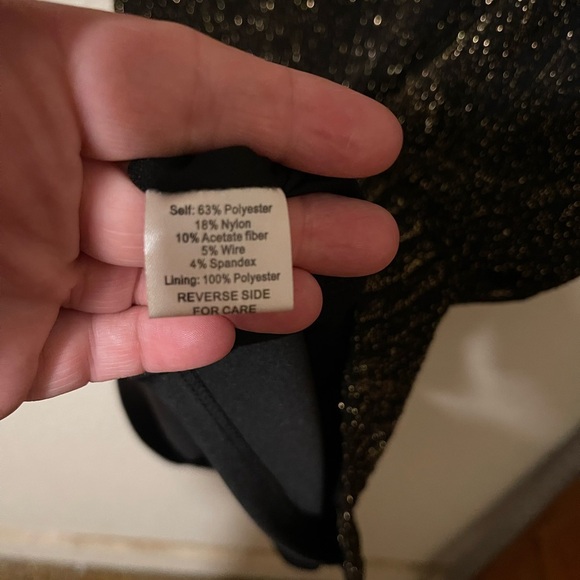 Self: 63% Polyester
18% Nylon
10% Acetate fiber
5% Wire
4% Spandex
Lining: 100% Polyester
REVERSE SIDE
FOR CARE